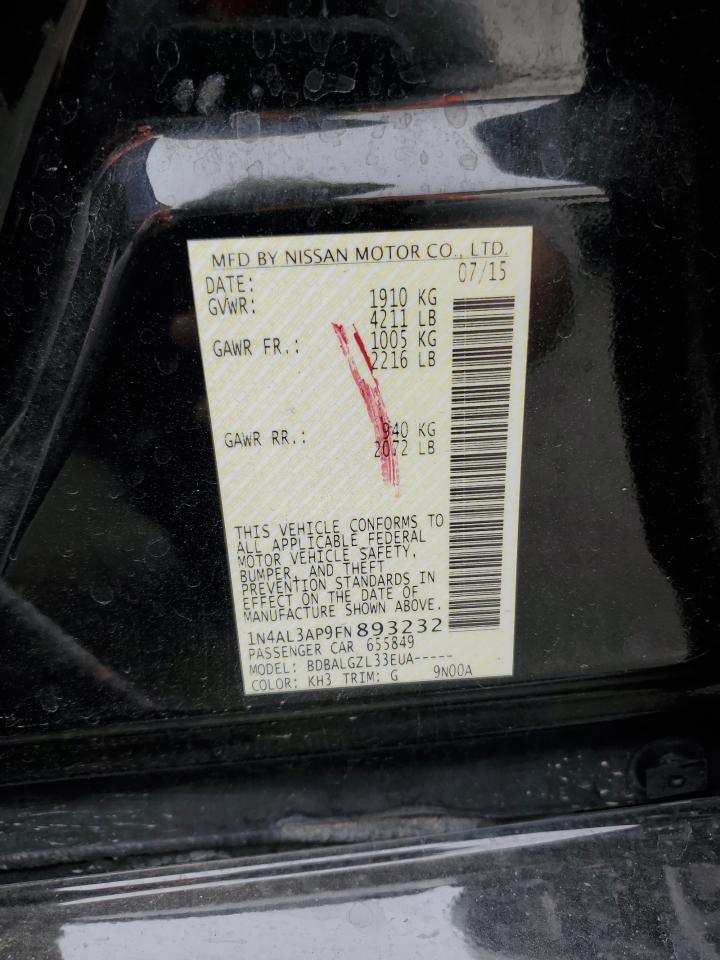 MFD BY NISSAN MOTOR CO., LTD.
DATE: 07/15
GVWR: 1910 KG
4211 LB
GAWR FR.: 1005 KG
2216 LB
GAWR RR.: 940 KG
2072 LB
THIS VEHICLE CONFORMS TO
ALL APPLICABLE FEDERAL
MOTOR VEHICLE SAFETY,
BUMPER, AND THEFT
PREVENTION STANDARDS IN
EFFECT ON THE DATE OF
MANUFACTURE SHOWN ABOVE.
1N4AL3AP9FN893232
PASSENGER CAR 655849
MODEL: BDBALGZL33EUA-----
COLOR: KH3 TRIM: G 9N00A